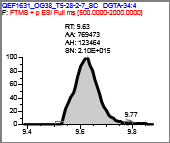 QEF1631_OG38_T5-28-2-7_SC DGTA-34:4
F: FTMS + p ESI Full ms [500.0000-2000.0000]
RT: 9.63
AA: 769473
AH: 123464
SN: 2.10E+015
100
80
60
40
20
0
9.77
9.4 9.6 9.8